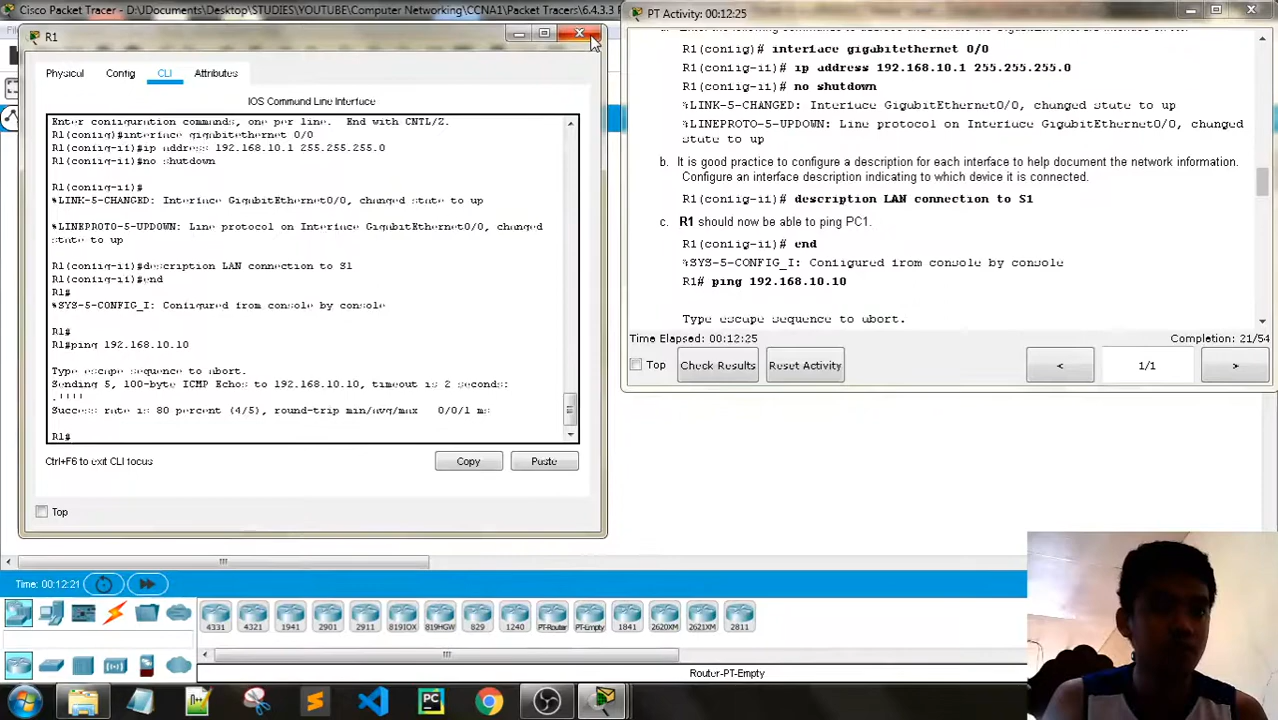 Cisco Packet Tracer - D:\JDocuments\Desktop\STUDIES\YOUTUBE\Computer Networking\CCNA1\Packet Tracers\6.4.3.3 P
R1
Physical Config CLI Attributes
IOS Command Line Interface
Enter configuration commands, one per line. End with CNTL/Z.
R1(config)#interface gigabitethernet 0/0
R1(config-if)#ip address 192.168.10.1 255.255.255.0
R1(config-if)#no shutdown
R1(config-if)#
%LINK-5-CHANGED: Interface GigabitEthernet0/0, changed state to up
%LINEPROTO-5-UPDOWN: Line protocol on Interface GigabitEthernet0/0, changed
state to up
R1(config-if)#description LAN connection to S1
R1(config-if)#end
R1#
%SYS-5-CONFIG_I: Configured from console by console
R1#
R1#ping 192.168.10.10
Type escape sequence to abort.
Sending 5, 100-byte ICMP Echos to 192.168.10.10, timeout is 2 seconds:
.!!!!
Success rate is 80 percent (4/5), round-trip min/avg/max 0/0/1 ms
R1#
Ctrl+F6 to exit CLI focus
Copy
Paste
Top
PT Activity: 00:12:25
R1(config)# interface gigabitethernet 0/0
R1(config-if)# ip address 192.168.10.1 255.255.255.0
R1(config-if)# no shutdown
%LINK-5-CHANGED: Interface GigabitEthernet0/0, changed state to up
%LINEPROTO-5-UPDOWN: Line protocol on Interface GigabitEthernet0/0, changed
state to up
b. It is good practice to configure a description for each interface to help document the network information.
Configure an interface description indicating to which device it is connected.
R1(config-if)# description LAN connection to S1
c. R1 should now be able to ping PC1.
R1(config-if)# end
%SYS-5-CONFIG_I: Configured from console by console
R1# ping 192.168.10.10
Type escape sequence to abort.
Time Elapsed: 00:12:25
Completion: 21/54
Top
Check Results
Reset Activity
<
1/1
>
Time: 00:12:21
4331 4321 1941 2901 2911 819IOX 819HGW 829 1240 PT-Router PT-Empty 1841 2620XM 2621XM 2811
Router-PT-Empty
PC